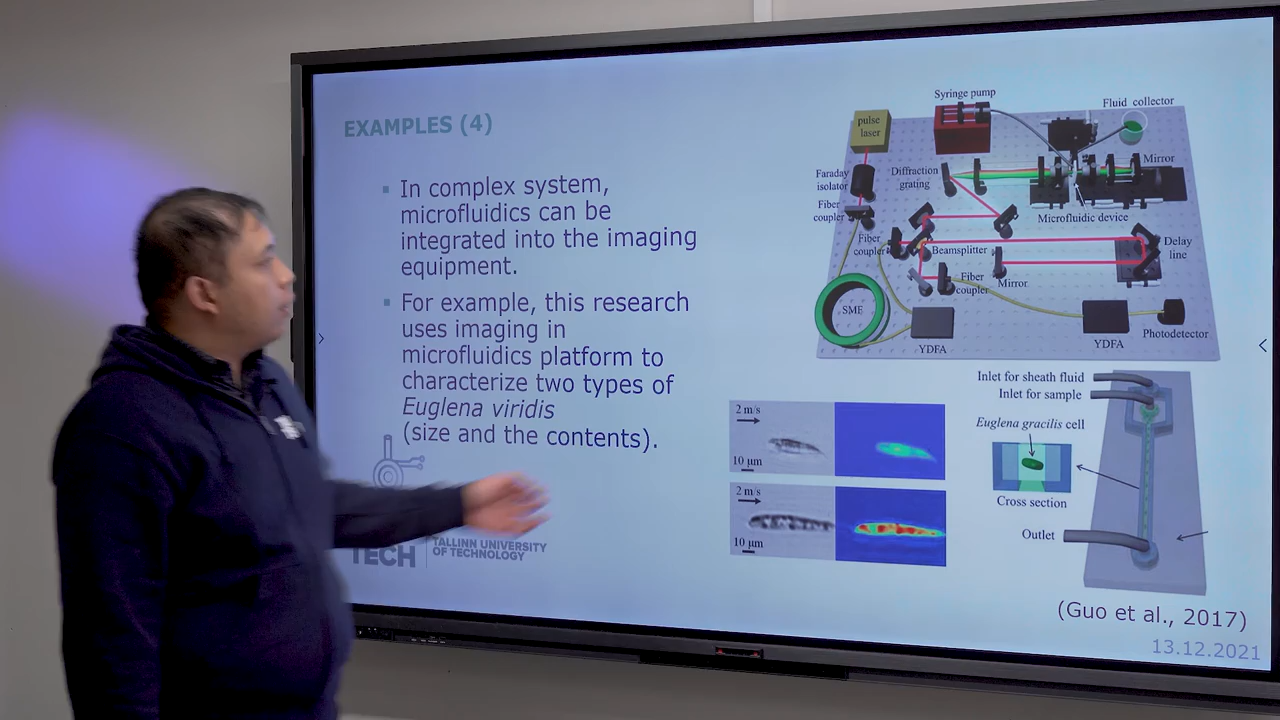 EXAMPLES (4)
In complex system,
microfluidics can be
integrated into the imaging
equipment.
For example, this research
uses imaging in
microfluidics platform to
characterize two types of
Euglena viridis
(size and the contents).
TECH
TALLINN UNIVERSITY
OF TECHNOLOGY
Syringe pump
Fluid collector
pulse
laser
Faraday
isolator
Diffraction
grating
Mirror
Fiber
coupler
Microfluidic device
Fiber
coupler
Beamsplitter
Delay
line
Fiber
coupler
Mirror
SMF
YDFA
YDFA
Photodetector
2 m/s
10 μm
2 m/s
10 μm
Inlet for sheath fluid
Inlet for sample
Euglena gracilis cell
Cross section
Outlet
(Guo et al., 2017)
13.12.2021